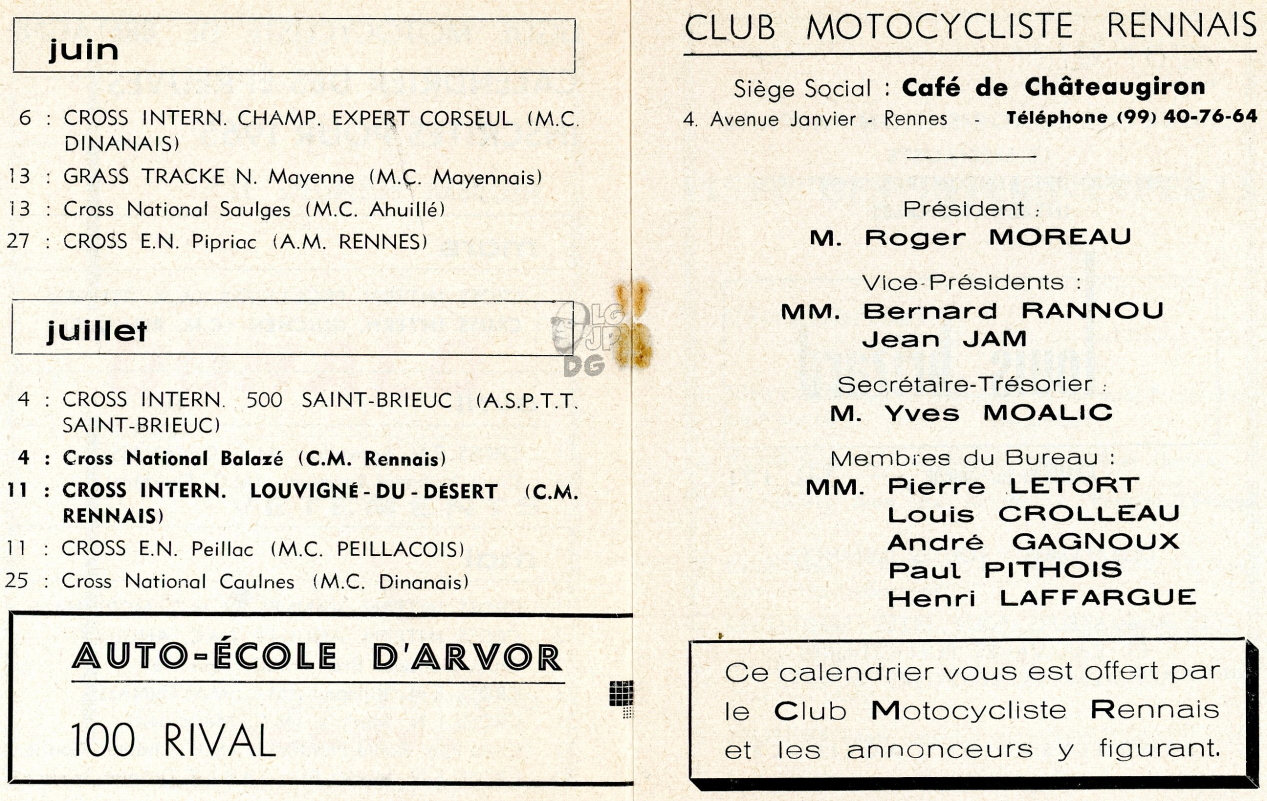 juin
6 : CROSS INTERN. CHAMP. EXPERT CORSEUL (M.C.
DINANAIS)
13 : GRASS TRACKE N. Mayenne (M.C. Mayennais)
13 : Cross National Saulges (M.C. Ahuillé)
27 : CROSS E.N. Pipriac (A.M. RENNES)
juillet
4 : CROSS INTERN. 500 SAINT-BRIEUC (A.S.P.T.T.
SAINT-BRIEUC)
4 : Cross National Balazé (C.M. Rennais)
11 : CROSS INTERN. LOUVIGNÉ-DU-DÉSERT (C.M.
RENNAIS)
11 : CROSS E.N. Peillac (M.C. PEILLACOIS)
25 : Cross National Caulnes (M.C. Dinanais)
AUTO-ÉCOLE D'ARVOR
100 RIVAL
LG
JP
DG
CLUB MOTOCYCLISTE RENNAIS
Siège Social : Café de Châteaugiron
4. Avenue Janvier - Rennes - Téléphone (99) 40-76-64
Président :
M. Roger MOREAU
Vice-Présidents :
MM. Bernard RANNOU
Jean JAM
Secrétaire-Trésorier :
M. Yves MOALIC
Membres du Bureau :
MM. Pierre LETORT
Louis CROLLEAU
André GAGNOUX
Paul PITHOIS
Henri LAFFARGUE
Ce calendrier vous est offert par
le Club Motocycliste Rennais
et les annonceurs y figurant.